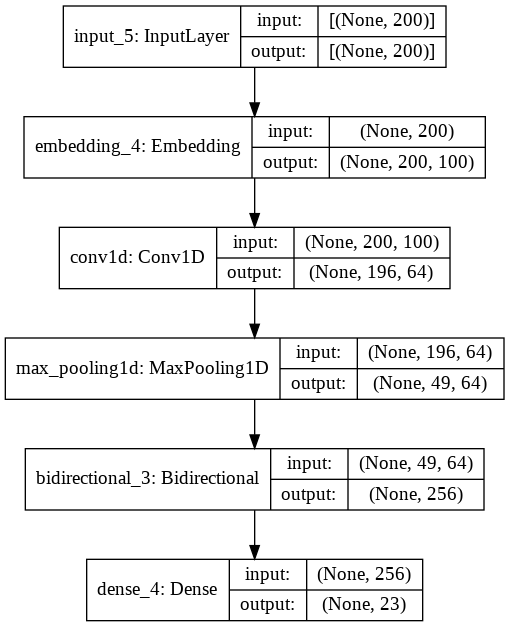 input_5: InputLayer
input: [(None, 200)]
output: [(None, 200)]
embedding_4: Embedding
input: (None, 200)
output: (None, 200, 100)
conv1d: Conv1D
input: (None, 200, 100)
output: (None, 196, 64)
max_pooling1d: MaxPooling1D
input: (None, 196, 64)
output: (None, 49, 64)
bidirectional_3: Bidirectional
input: (None, 49, 64)
output: (None, 256)
dense_4: Dense
input: (None, 256)
output: (None, 23)